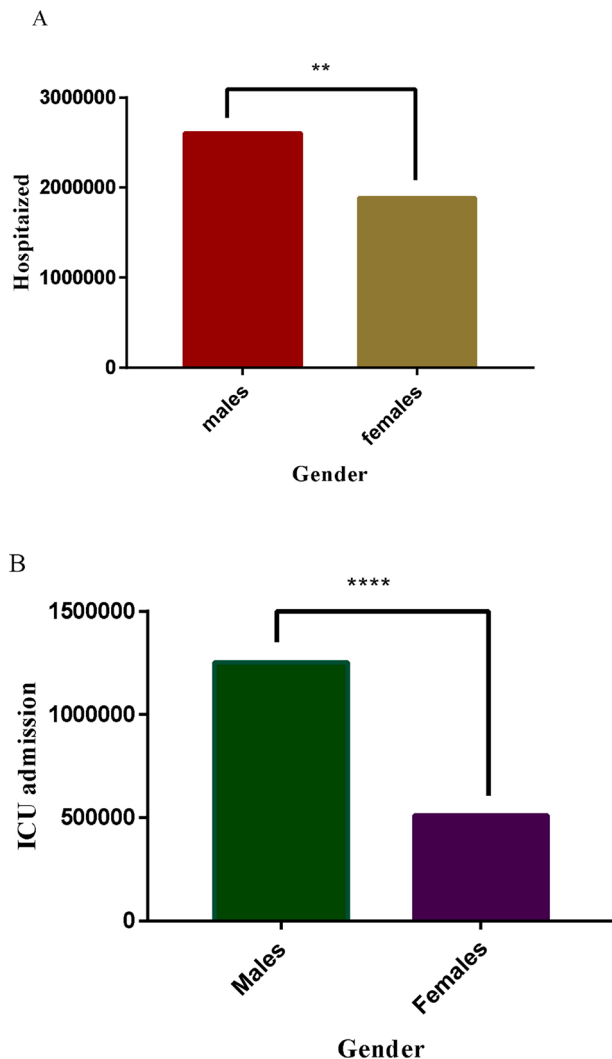 A
**
3000000
2000000
1000000
0
Hospitaized
males
females
Gender
B
****
1500000
1000000
500000
0
ICU admission
Males
Females
Gender